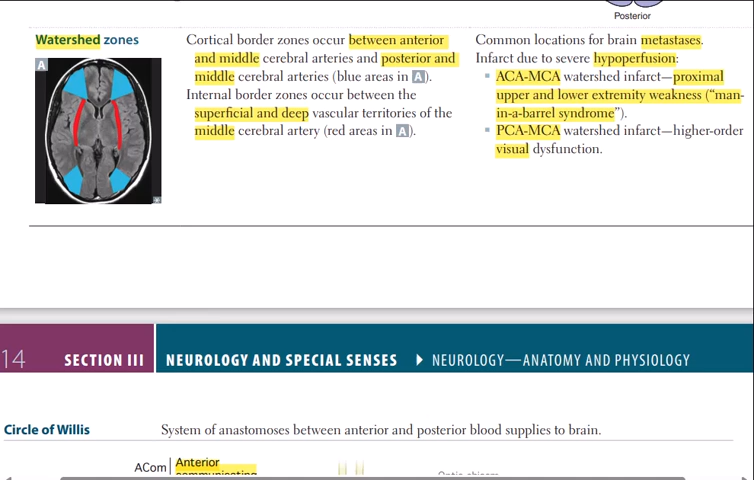 Posterior
Watershed zones
Cortical border zones occur between anterior
and middle cerebral arteries and posterior and
middle cerebral arteries (blue areas in A).
Internal border zones occur between the
superficial and deep vascular territories of the
middle cerebral artery (red areas in A).
Common locations for brain metastases.
Infarct due to severe hypoperfusion:
▪ ACA-MCA watershed infarct—proximal
upper and lower extremity weakness (“man-
in-a-barrel syndrome”).
▪ PCA-MCA watershed infarct—higher-order
visual dysfunction.
A
14 SECTION III NEUROLOGY AND SPECIAL SENSES ▶ NEUROLOGY—ANATOMY AND PHYSIOLOGY
Circle of Willis
System of anastomoses between anterior and posterior blood supplies to brain.
ACom Anterior
communicating
Optic chiasm